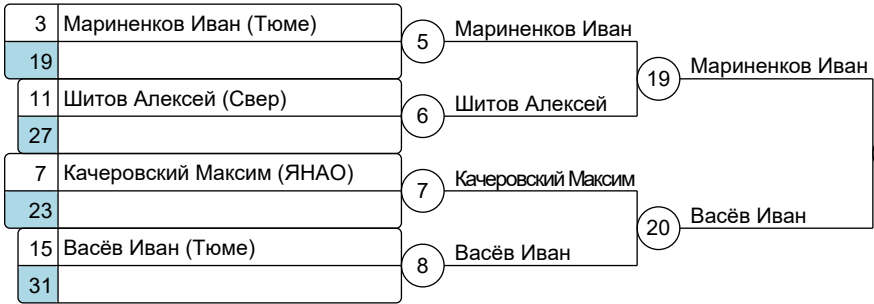 3 Мариненков Иван (Тюме)
19
5 Мариненков Иван
11 Шитов Алексей (Свер)
27
6 Шитов Алексей
19 Мариненков Иван
7 Качеровский Максим (ЯНАО)
23
7 Качеровский Максим
15 Васёв Иван (Тюме)
31
8 Васёв Иван
20 Васёв Иван